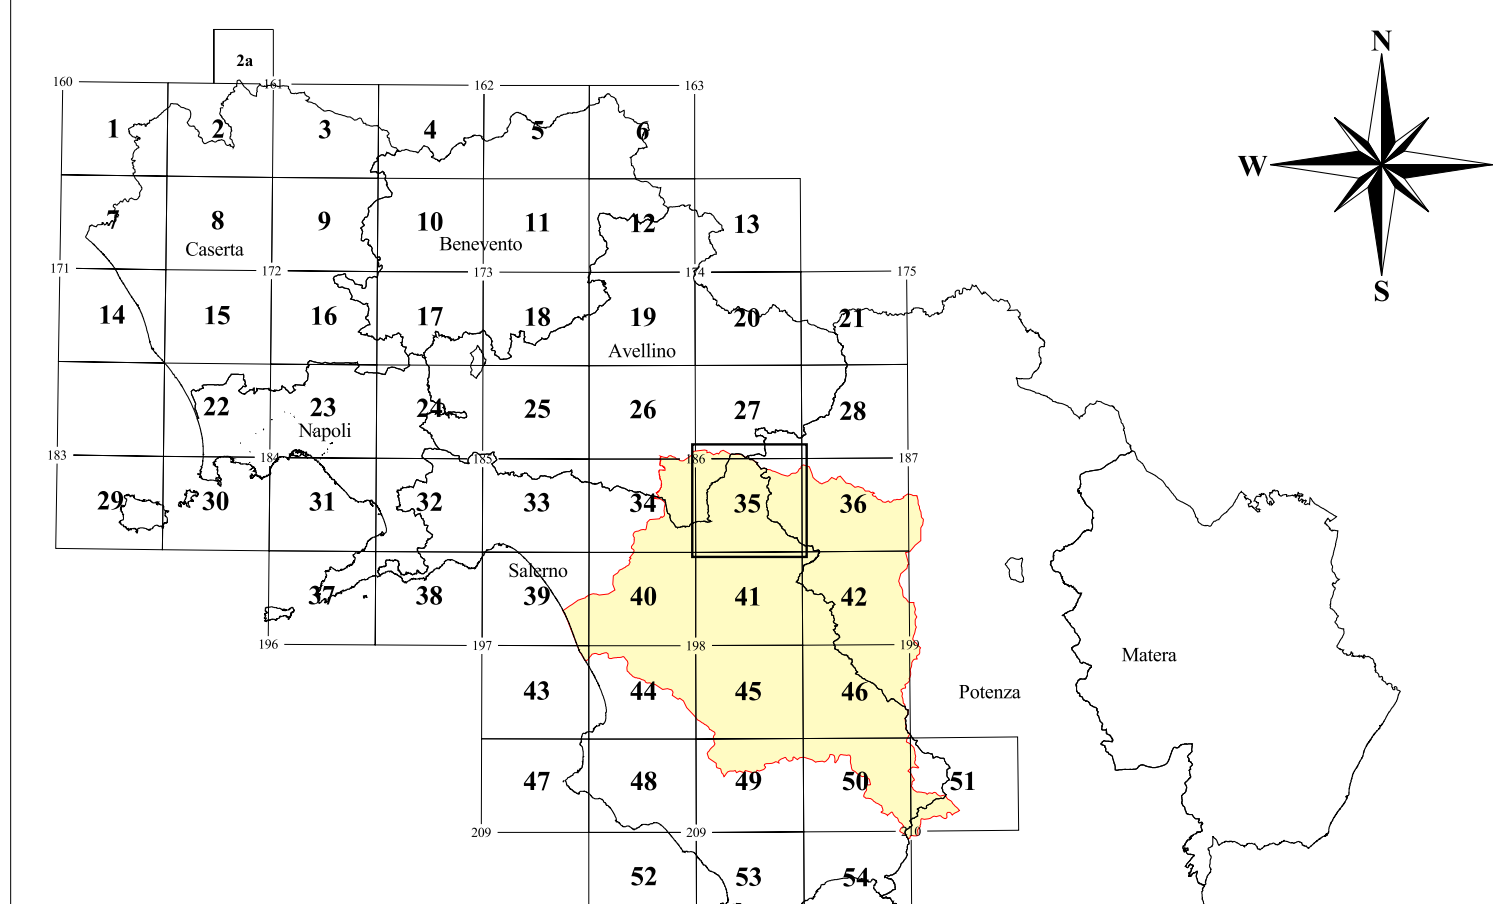 N
2a
160 161 162 163
1 2 3 4 5 6
W
7 8 9 10 11 12 13
Caserta Benevento
171 172 173 174 175
S
14 15 16 17 18 19 20 21
Avellino
22 23 24 25 26 27 28
Napoli
183 184 185 186 187
29 30 31 32 33 34 35 36
Salerno
37 38 39 40 41 42
196 197 198 199
Matera
43 44 45 46 Potenza
47 48 49 50 51
209 209 210
52 53 54